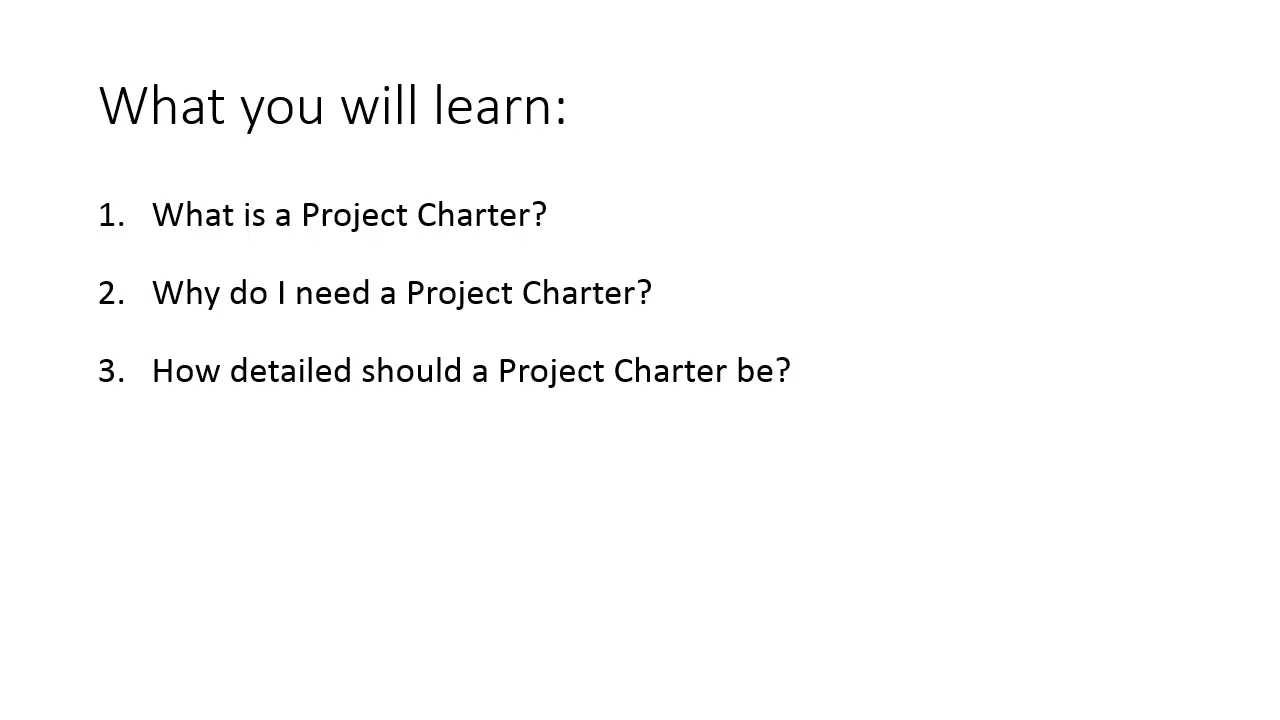 What you will learn:
1. What is a Project Charter?
2. Why do I need a Project Charter?
3. How detailed should a Project Charter be?